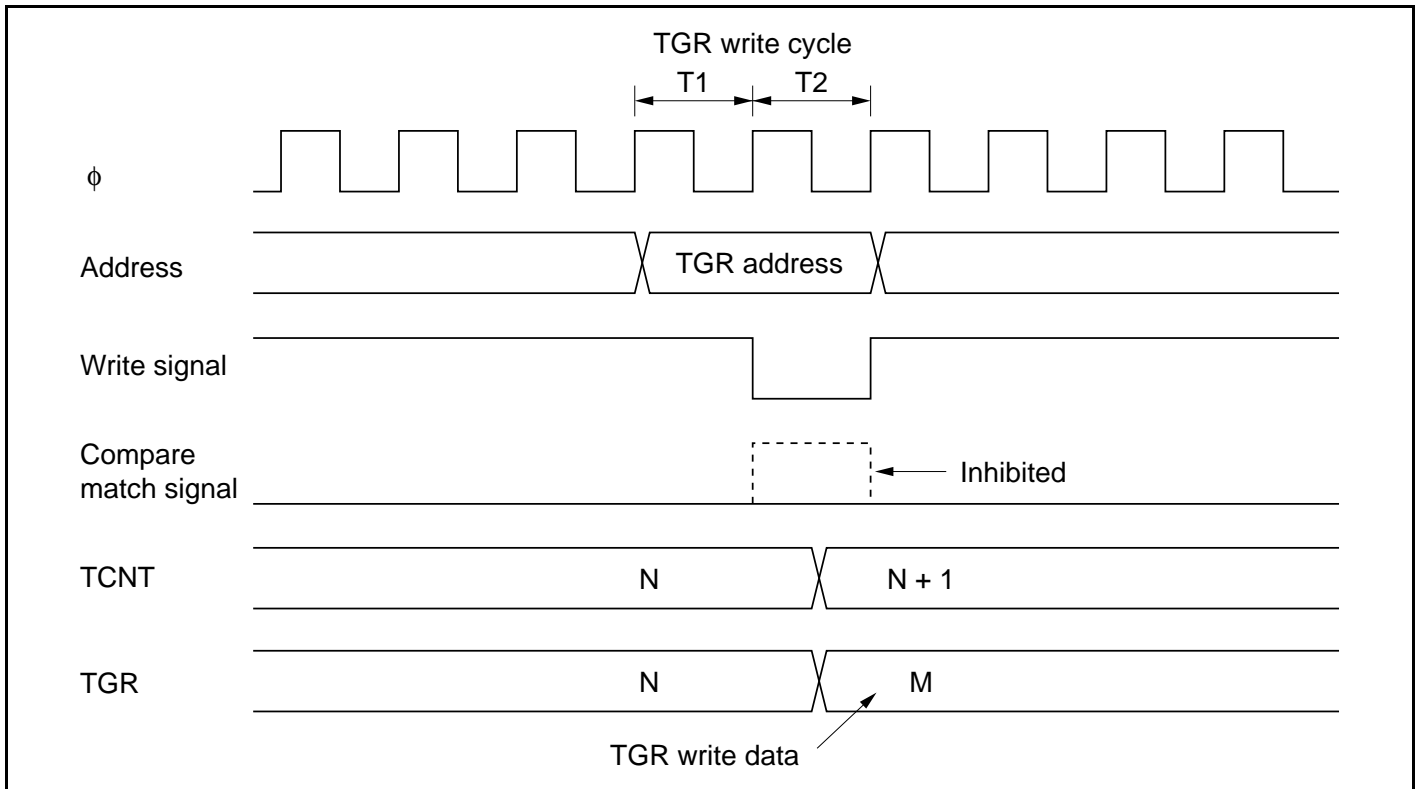 TGR write cycle
T1 T2
ϕ
Address TGR address
Write signal
Compare
match signal Inhibited
TCNT N N + 1
TGR N M
TGR write data